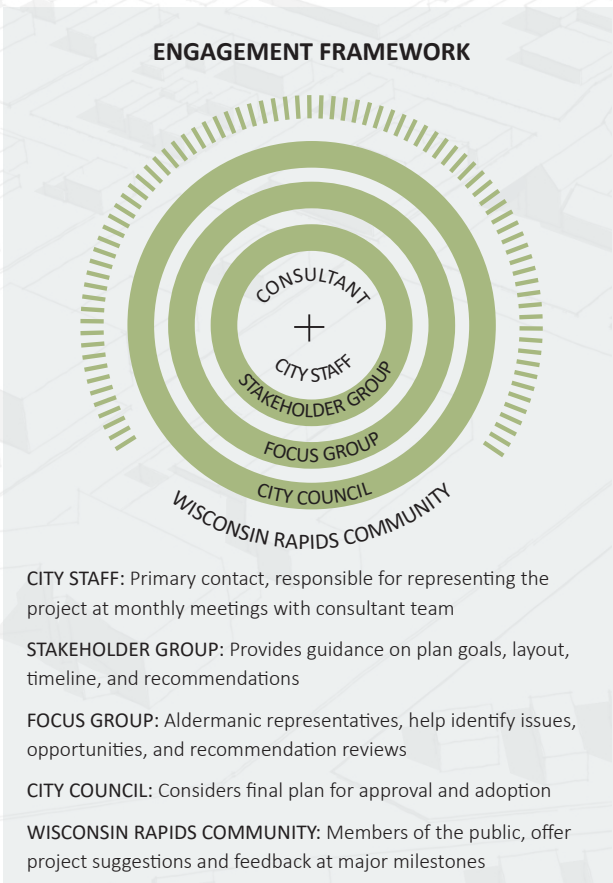 ENGAGEMENT FRAMEWORK
CONSULTANT
+
CITY STAFF
STAKEHOLDER GROUP
FOCUS GROUP
CITY COUNCIL
WISCONSIN RAPIDS COMMUNITY
CITY STAFF: Primary contact, responsible for representing the
project at monthly meetings with consultant team
STAKEHOLDER GROUP: Provides guidance on plan goals, layout,
timeline, and recommendations
FOCUS GROUP: Aldermanic representatives, help identify issues,
opportunities, and recommendation reviews
CITY COUNCIL: Considers final plan for approval and adoption
WISCONSIN RAPIDS COMMUNITY: Members of the public, offer
project suggestions and feedback at major milestones